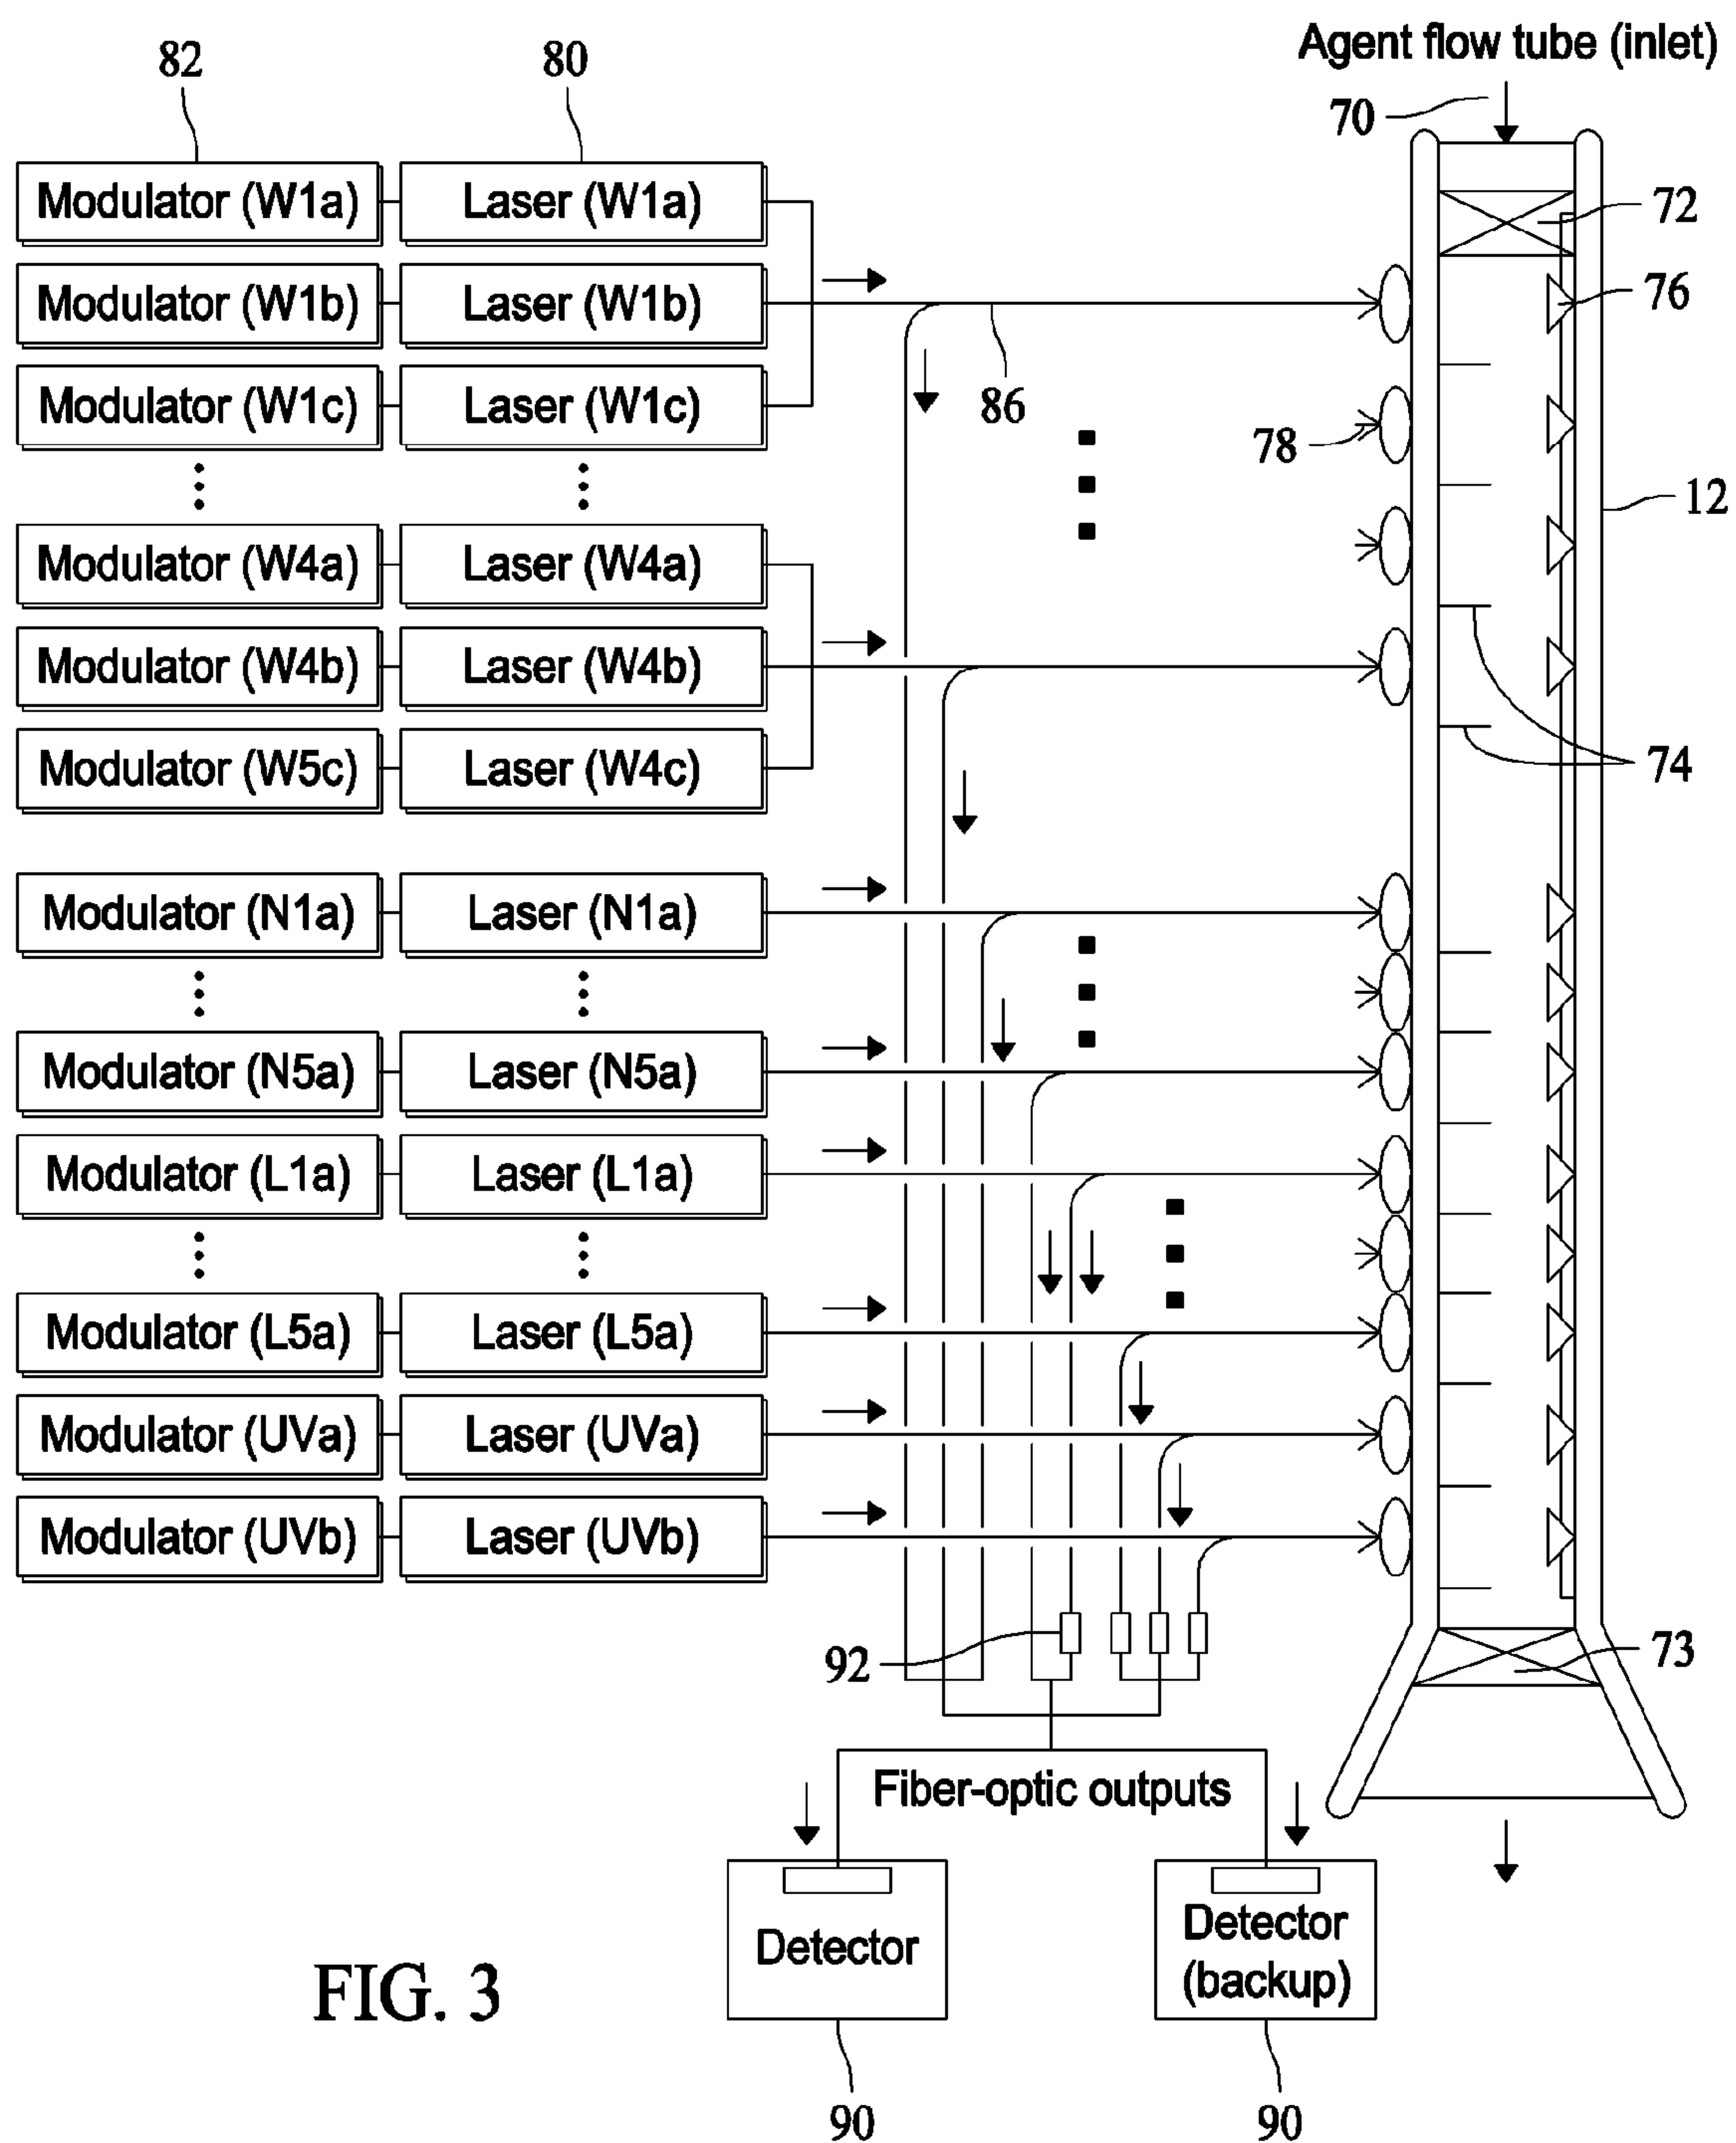 Agent flow tube (inlet)
82
80
70
Modulator (W1a)
Laser (W1a)
72
Modulator (W1b)
Laser (W1b)
76
86
Modulator (W1c)
Laser (W1c)
78
12
Modulator (W4a)
Laser (W4a)
Modulator (W4b)
Laser (W4b)
Modulator (W5c)
Laser (W4c)
74
Modulator (N1a)
Laser (N1a)
Modulator (N5a)
Laser (N5a)
Modulator (L1a)
Laser (L1a)
Modulator (L5a)
Laser (L5a)
Modulator (UVa)
Laser (UVa)
Modulator (UVb)
Laser (UVb)
92
73
Fiber-optic outputs
Detector
Detector
(backup)
FIG. 3
90
90